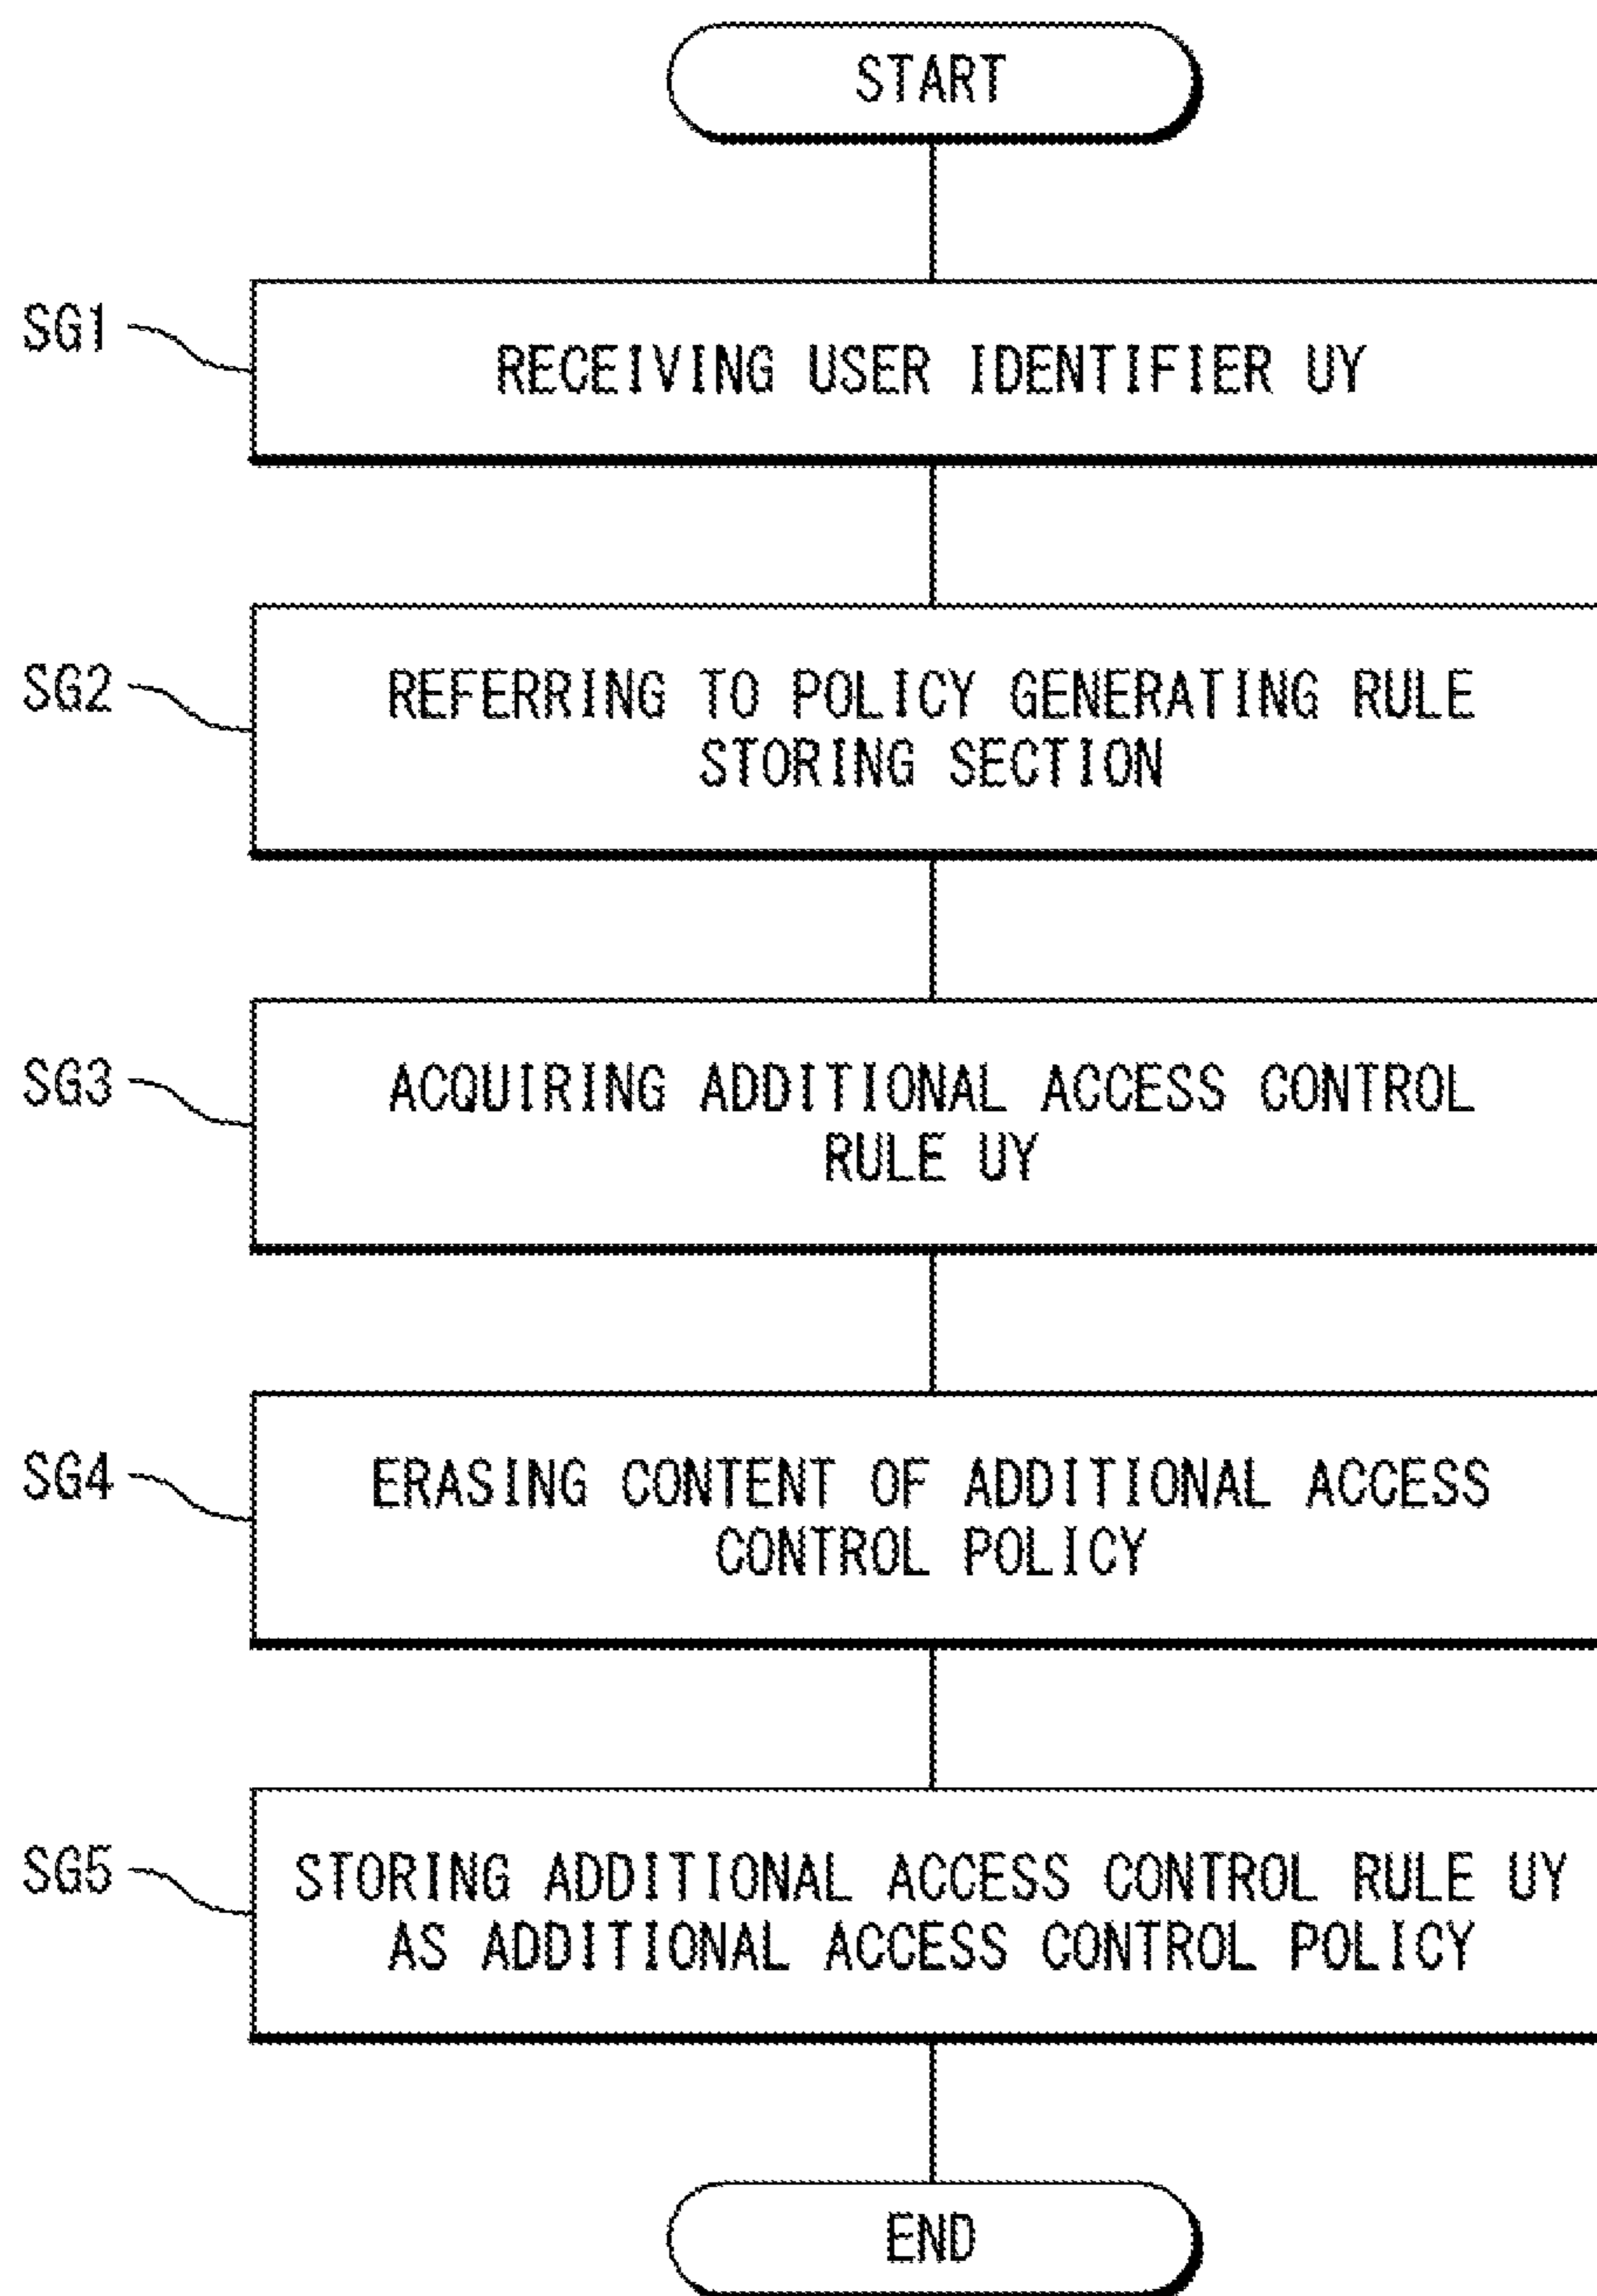 START
SG1
RECEIVING USER IDENTIFIER UY
SG2
REFERRING TO POLICY GENERATING RULE
STORING SECTION
SG3
ACQUIRING ADDITIONAL ACCESS CONTROL
RULE UY
SG4
ERASING CONTENT OF ADDITIONAL ACCESS
CONTROL POLICY
SG5
STORING ADDITIONAL ACCESS CONTROL RULE UY
AS ADDITIONAL ACCESS CONTROL POLICY
END